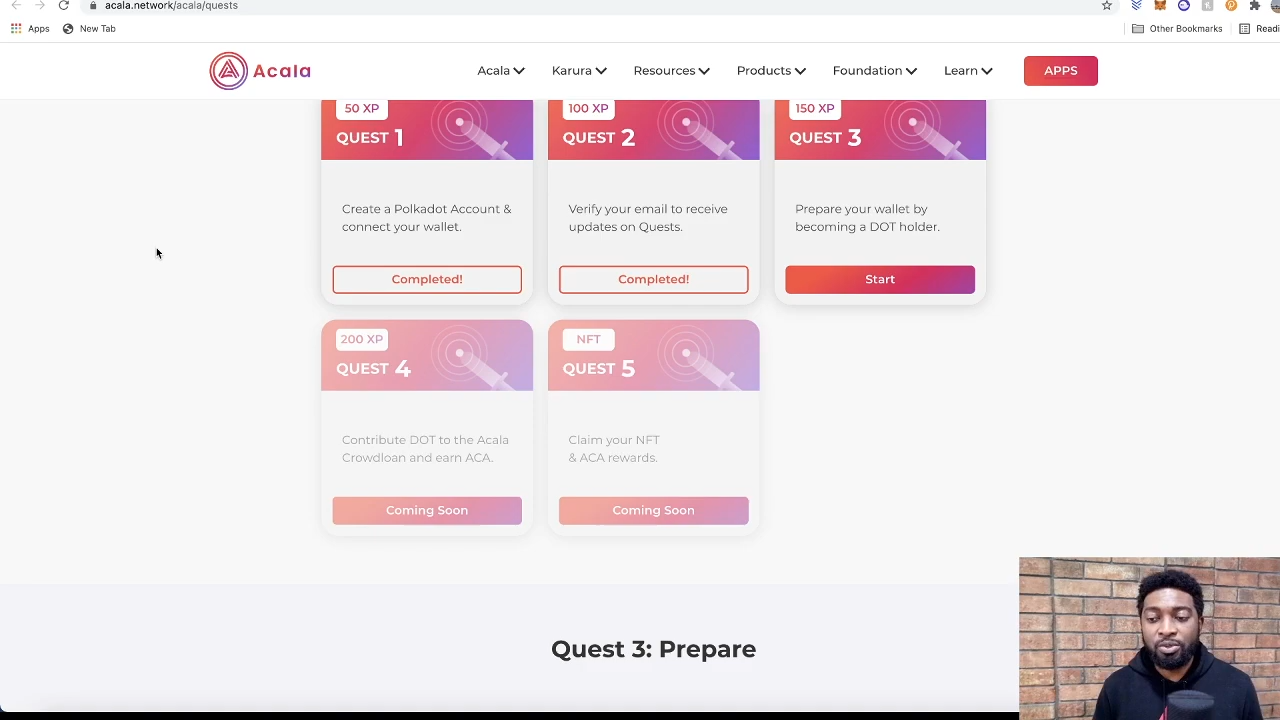 acala.network/acala/quests
Apps
New Tab
Other Bookmarks
Readi
Acala
Acala
Karura
Resources
Products
Foundation
Learn
APPS
50 XP
QUEST 1
Create a Polkadot Account &
connect your wallet.
Completed!
100 XP
QUEST 2
Verify your email to receive
updates on Quests.
Completed!
150 XP
QUEST 3
Prepare your wallet by
becoming a DOT holder.
Start
200 XP
QUEST 4
Contribute DOT to the Acala
Crowdloan and earn ACA.
Coming Soon
NFT
QUEST 5
Claim your NFT
& ACA rewards.
Coming Soon
Quest 3: Prepare